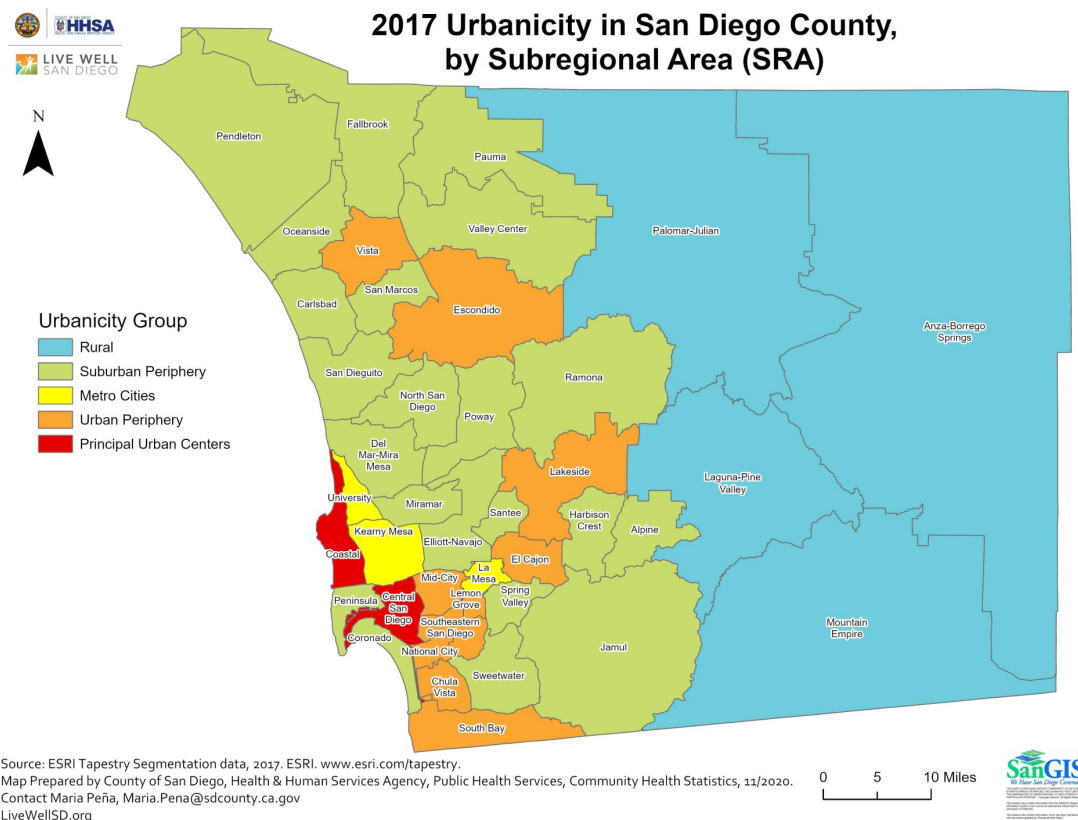 2017 Urbanicity in San Diego County,
by Subregional Area (SRA)
HHSA
LIVE WELL
SAN DIEGO
N
Pendleton
Fallbrook
Pauma
Oceanside
Vista
Valley Center
Palomar-Julian
Carlsbad
San Marcos
Escondido
Anza-Borrego
Springs
Urbanicity Group
Rural
Suburban Periphery
Metro Cities
Urban Periphery
Principal Urban Centers
San Dieguito
North San
Diego
Poway
Ramona
Del
Mar-Mira
Mesa
Lakeside
Laguna-Pine
Valley
University
Miramar
Santee
Harbison
Crest
Alpine
Kearny Mesa
Elliott-Navajo
Coastal
El Cajon
Mid-City
La
Mesa
Peninsula
Central
San
Diego
Lemon
Grove
Spring
Valley
Southeastern
San Diego
Coronado
National City
Jamul
Mountain
Empire
Sweetwater
Chula
Vista
South Bay
Source: ESRI Tapestry Segmentation data, 2017. ESRI. www.esri.com/tapestry.
Map Prepared by County of San Diego, Health & Human Services Agency, Public Health Services, Community Health Statistics, 11/2020.
Contact Maria Peña, Maria.Pena@sdcounty.ca.gov
LiveWellSD.org
0 5 10 Miles
SanGIS
We Have San Diego Covered